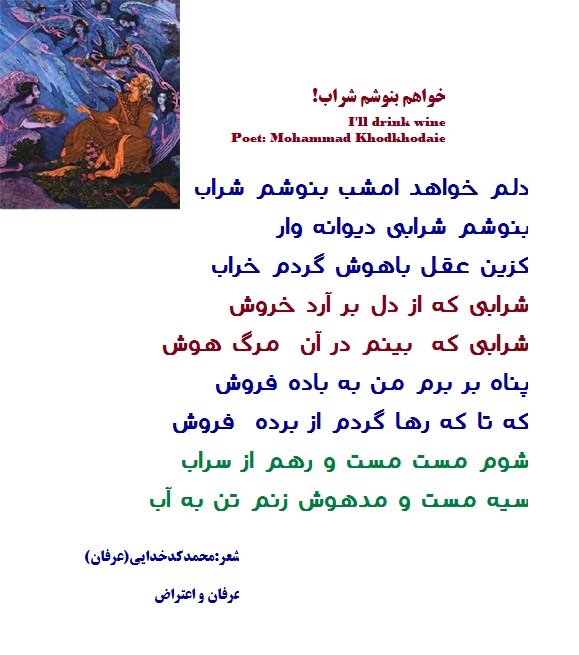 خواهم بنوشم شراب!
I'll drink wine
Poet: Mohammad Khodkhodaie
دلم خواهد امشب بنوشم شراب
بنوشم شرابی دیوانه وار
کزین عقل باهوش گردم خراب
شرابی که از دل بر آرد خروش
شرابی که بینم در آن مرگ هوش
پناه بر برم من به باده فروش
که تا که رها گردم از برده فروش
شوم مست مست و رهم از سراب
سیه مست و مدهوش زنم تن به آب
شعر:محمدکدخدایی(عرفان)
عرفان و اعتراض